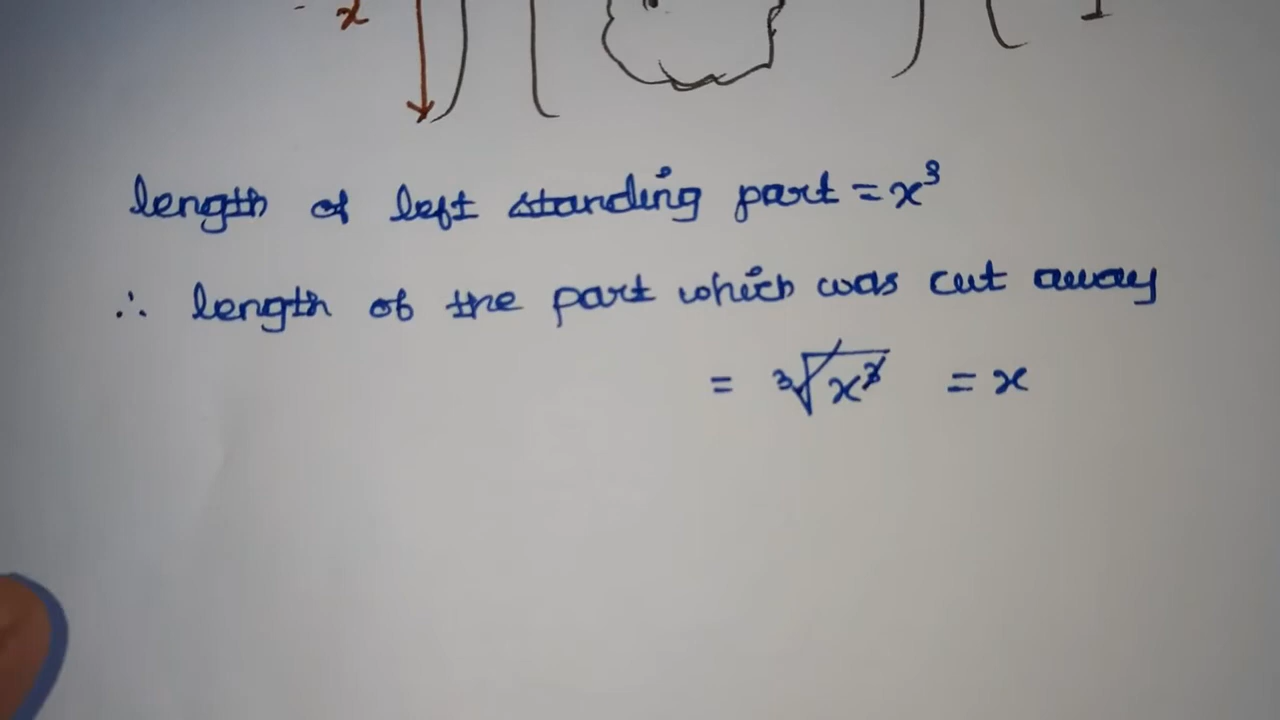 x
length of left standing part = x³
∴ length of the part which was cut away
= ∛x³ = x